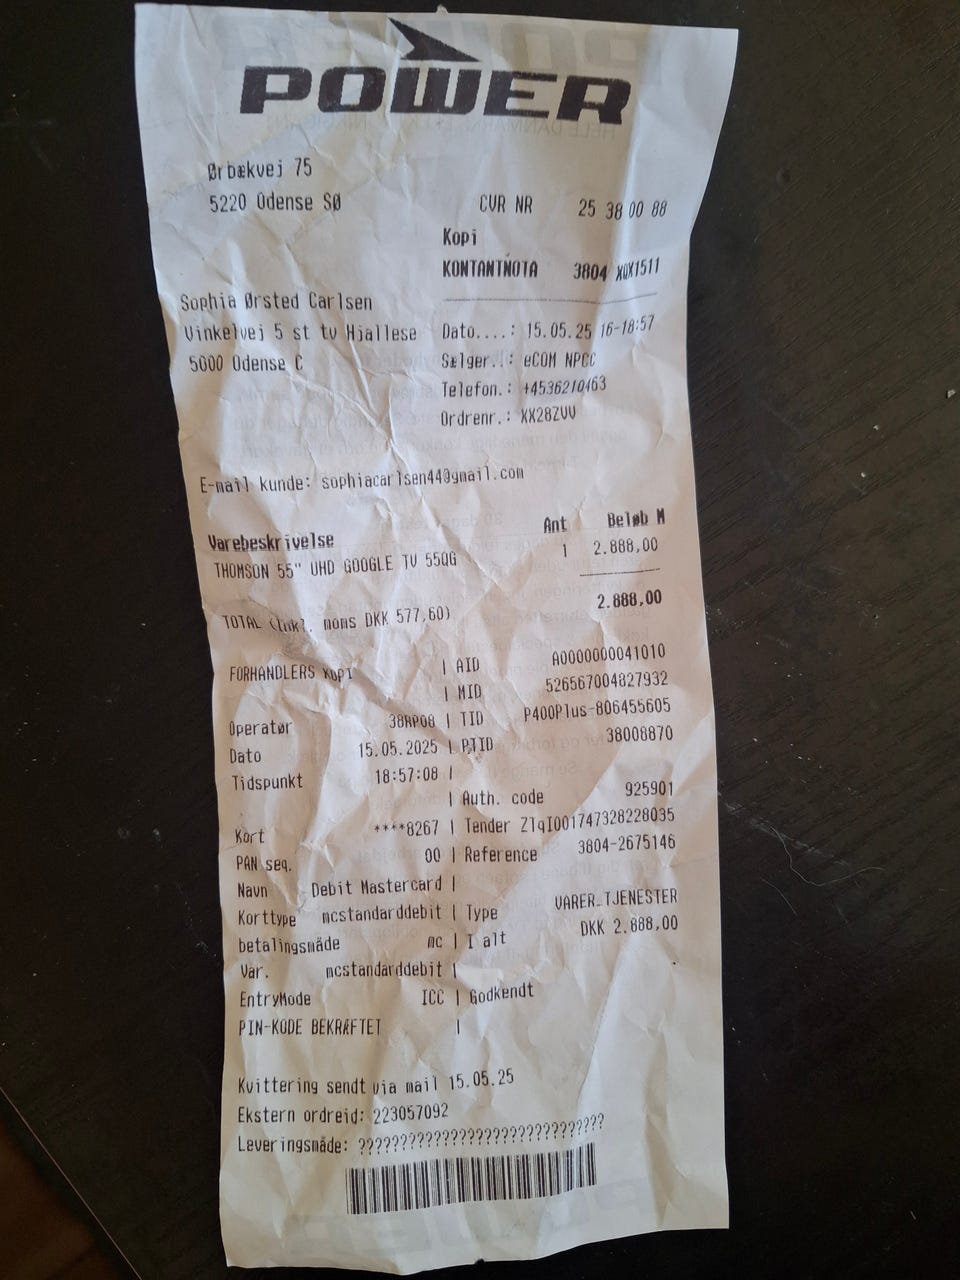 POWER
Ørbækvej 75
5220 Odense SØ
CVR NR 25 38 00 88
Kopi
KONTANTNOTA 3804 XQX1511
Sophia Ørsted Carlsen
Vinkelvej 5 st tv Hjallese
5000 Odense C
Dato....: 15.05.25 16-18:57
Sælger..: eCOM NPCC
Telefon.: +4536210463
Ordrenr.: XX28ZVV
E-mail kunde: sophiacarlsen44@gmail.com
Varebeskrivelse Ant Beløb M
THOMSON 55" UHD GOOGLE TV 55QG 1 2.888,00
TOTAL (inkl. moms DKK 577,60) 2.888,00
FORHANDLERS KOPI | AID A0000000041010
| MID 526567004827932
Operatør 38RP08 | TID P400Plus-806455605
Dato 15.05.2025 | PTID 38008870
Tidspunkt 18:57:08 |
| Auth. code 925901
Kort ****8267 | Tender ZlqI001747328228035
PAN seq. 00 | Reference 3804-2675146
Navn Debit Mastercard |
Korttype mcstandarddebit | Type VARER_TJENESTER
betalingsmåde mc | I alt DKK 2.888,00
Var. mcstandarddebit |
EntryMode ICC | Godkendt
PIN-KODE BEKRÆFTET |
Kvittering sendt via mail 15.05.25
Ekstern ordreid: 223057092
Leveringsmåde: ??????????????????????????????